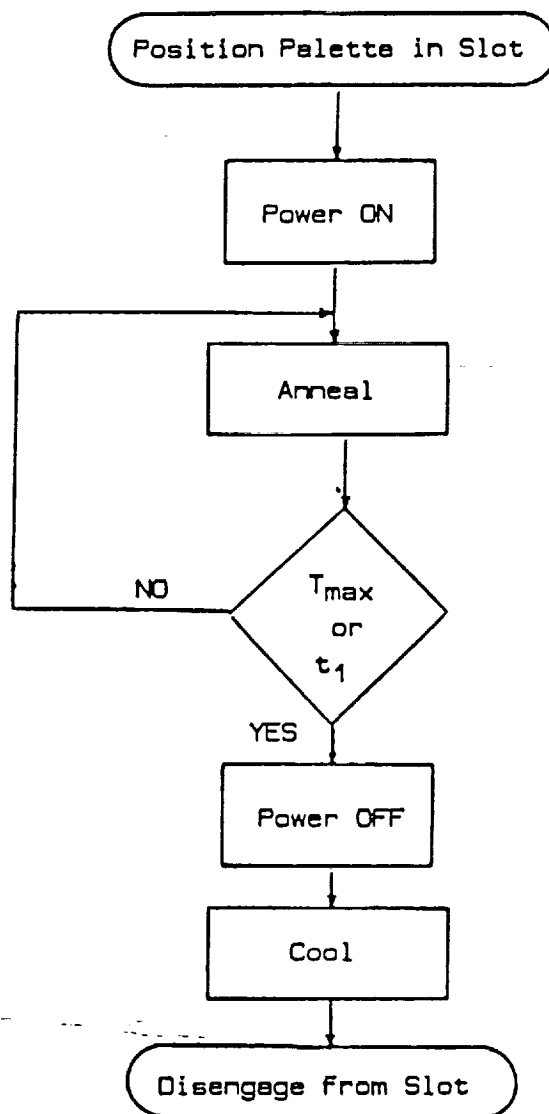 Position Palette in Slot
Power ON
Anneal
NO
Tmax
or
t1
YES
Power OFF
Cool
Disengage from Slot